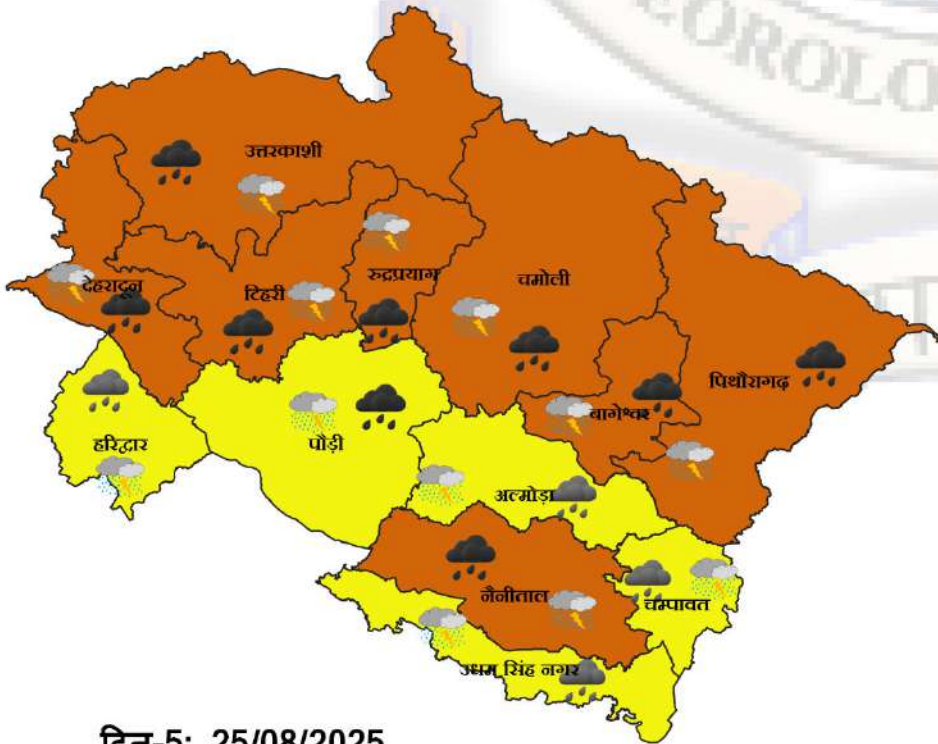 OROLO
उत्तरकाशी
रुद्रप्रयाग
चमोली
देहरादून
टिहरी
पिथौरागढ़
बागेश्वर
हरिद्वार
पौड़ी
अल्मोड़ा
नैनीताल
चम्पावत
उधम सिंह नगर
दिन-5: 25/08/2025